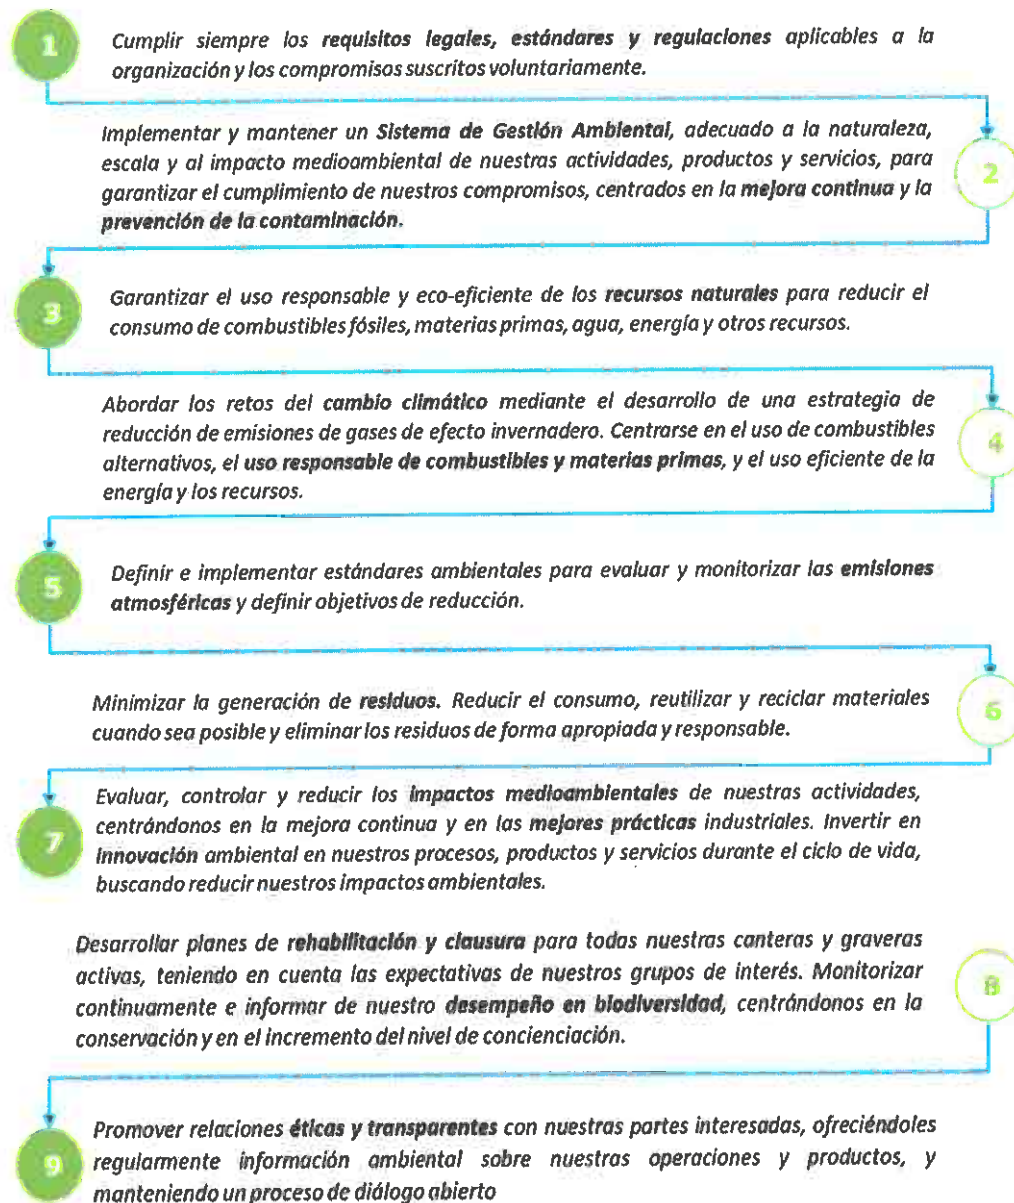 1
Cumplir siempre los requisitos legales, estándares y regulaciones aplicables a la
organización y los compromisos suscritos voluntariamente.
Implementar y mantener un Sistema de Gestión Ambiental, adecuado a la naturaleza,
escala y al impacto medioambiental de nuestras actividades, productos y servicios, para
garantizar el cumplimiento de nuestros compromisos, centrados en la mejora continua y la
prevención de la contaminación.
2
3
Garantizar el uso responsable y eco-eficiente de los recursos naturales para reducir el
consumo de combustibles fósiles, materias primas, agua, energía y otros recursos.
Abordar los retos del cambio climático mediante el desarrollo de una estrategia de
reducción de emisiones de gases de efecto invernadero. Centrarse en el uso de combustibles
alternativos, el uso responsable de combustibles y materias primas, y el uso eficiente de la
energía y los recursos.
4
5
Definir e implementar estándares ambientales para evaluar y monitorizar las emisiones
atmosféricas y definir objetivos de reducción.
Minimizar la generación de residuos. Reducir el consumo, reutilizar y reciclar materiales
cuando sea posible y eliminar los residuos de forma apropiada y responsable.
6
7
Evaluar, controlar y reducir los impactos medioambientales de nuestras actividades,
centrándonos en la mejora continua y en las mejores prácticas industriales. Invertir en
innovación ambiental en nuestros procesos, productos y servicios durante el ciclo de vida,
buscando reducir nuestros impactos ambientales.
Desarrollar planes de rehabilitación y clausura para todas nuestras canteras y graveras
activas, teniendo en cuenta las expectativas de nuestros grupos de interés. Monitorizar
continuamente e informar de nuestro desempeño en biodiversidad, centrándonos en la
conservación y en el incremento del nivel de concienciación.
8
9
Promover relaciones éticas y transparentes con nuestras partes interesadas, ofreciéndoles
regularmente información ambiental sobre nuestras operaciones y productos, y
manteniendo un proceso de diálogo abierto